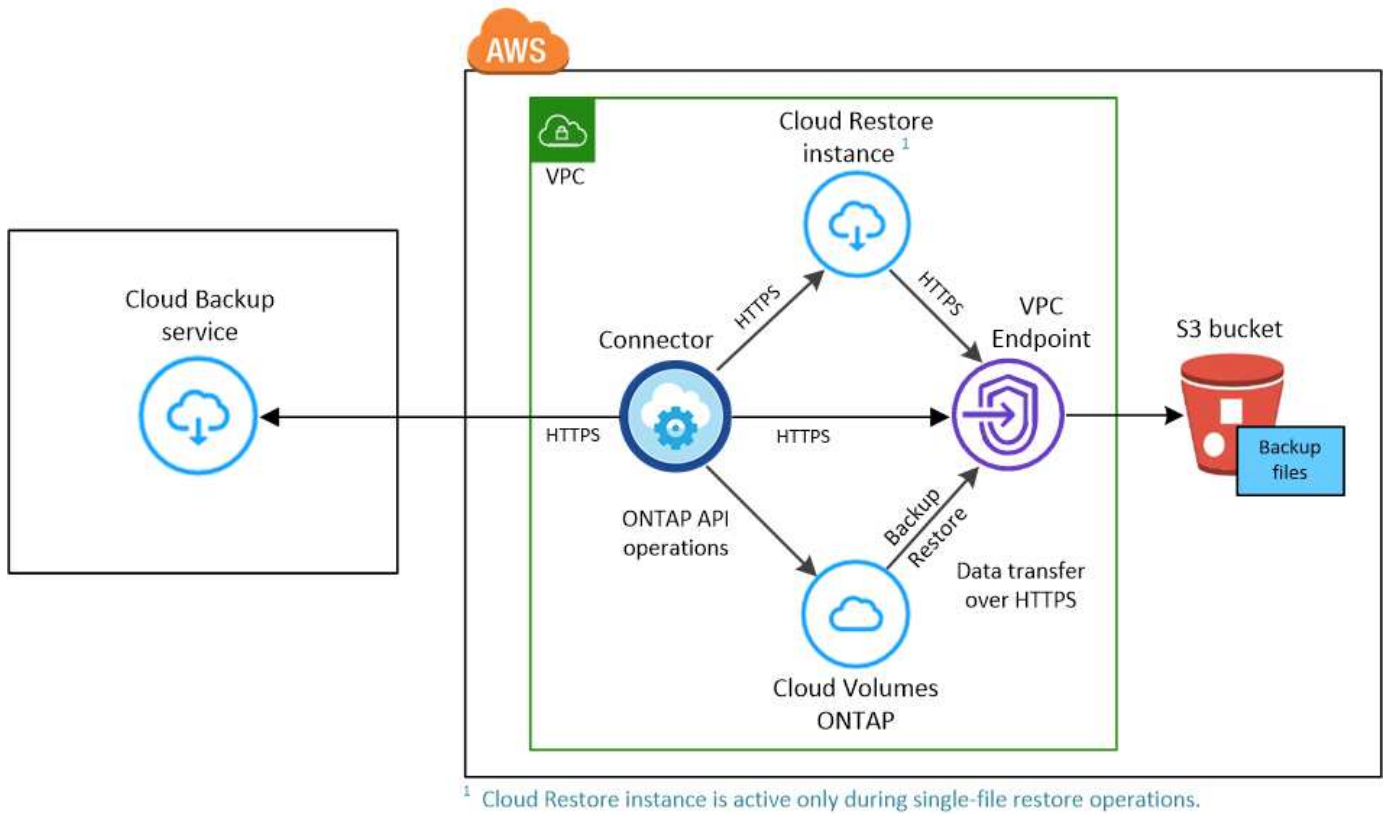 AWS
Cloud Restore
instance 1
VPC
Cloud Backup
service
HTTPS
HTTPS
VPC
Endpoint
Connector
S3 bucket
HTTPS
HTTPS
Backup
files
ONTAP API
operations
Backup
Restore
Data transfer
over HTTPS
Cloud Volumes
ONTAP
1 Cloud Restore instance is active only during single-file restore operations.